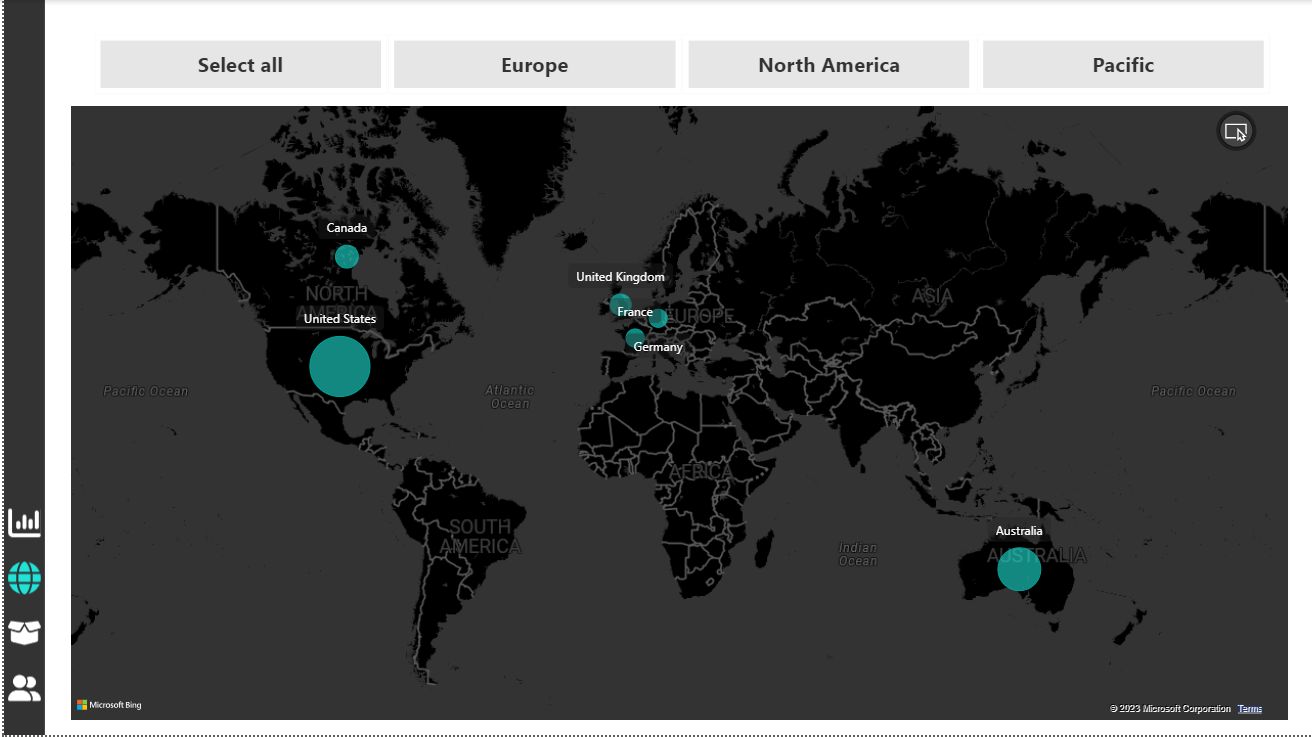 Select all
Europe
North America
Pacific
Canada
United Kingdom
NORTH
AMERICA
United States
France
EUROPE
Germany
ASIA
Pacific Ocean
Atlantic
Ocean
Pacific Ocean
AFRICA
SOUTH
AMERICA
Australia
Indian
Ocean
AUSTRALIA
Microsoft Bing
© 2023 Microsoft Corporation Terms